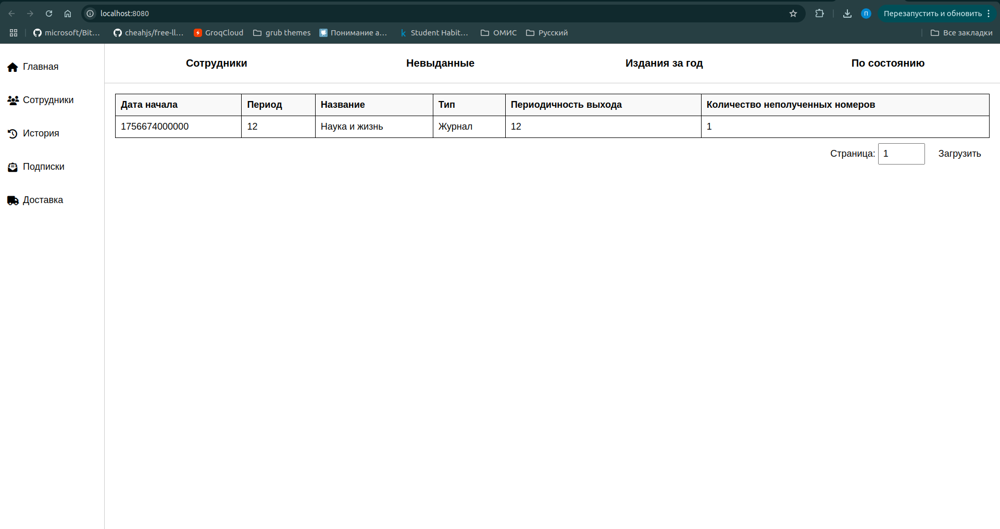 localhost:8080
П
Перезапустить и обновить
microsoft/Bit...
cheahjs/free-ll...
GroqCloud
grub themes
Понимание а...
k Student Habit...
ОМИС
Русский
Все закладки
Главная
Сотрудники
История
Подписки
Доставка
Сотрудники Невыданные Издания за год По состоянию
Дата начала Период Название Тип Периодичность выхода Количество неполученных номеров
1756674000000 12 Наука и жизнь Журнал 12 1
Страница: 1 Загрузить